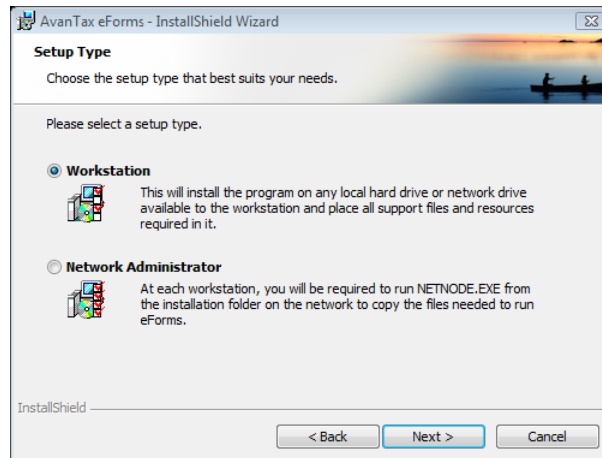 AvanTax eForms - InstallShield Wizard
Setup Type
Choose the setup type that best suits your needs.
Please select a setup type.
Workstation
This will install the program on any local hard drive or network drive
available to the workstation and place all support files and resources
required in it.
Network Administrator
At each workstation, you will be required to run NETNODE.EXE from
the installation folder on the network to copy the files needed to run
eForms.
InstallShield
< Back
Next >
Cancel